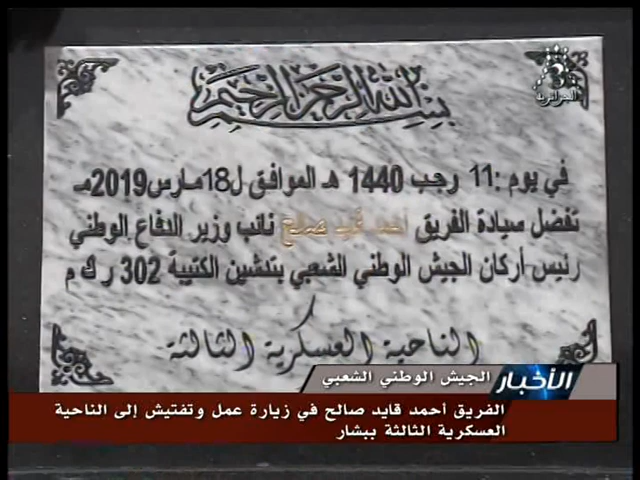 بسم الله الرحمن الرحيم
الجزائرية
في يوم :11 رجب 1440 هـ الموافق ل18مارس2019مـ
تفضل سيادة الفريق أحمد قايد صالح نائب وزير الدفاع الوطني
رئيس أركان الجيش الوطني الشعبي بتدشين الكتيبة 302 ر ك م
الناحية العسكرية الثالثة
الأخبار
الجيش الوطني الشعبي
الفريق أحمد قايد صالح في زيارة عمل وتفتيش إلى الناحية
العسكرية الثالثة ببشار